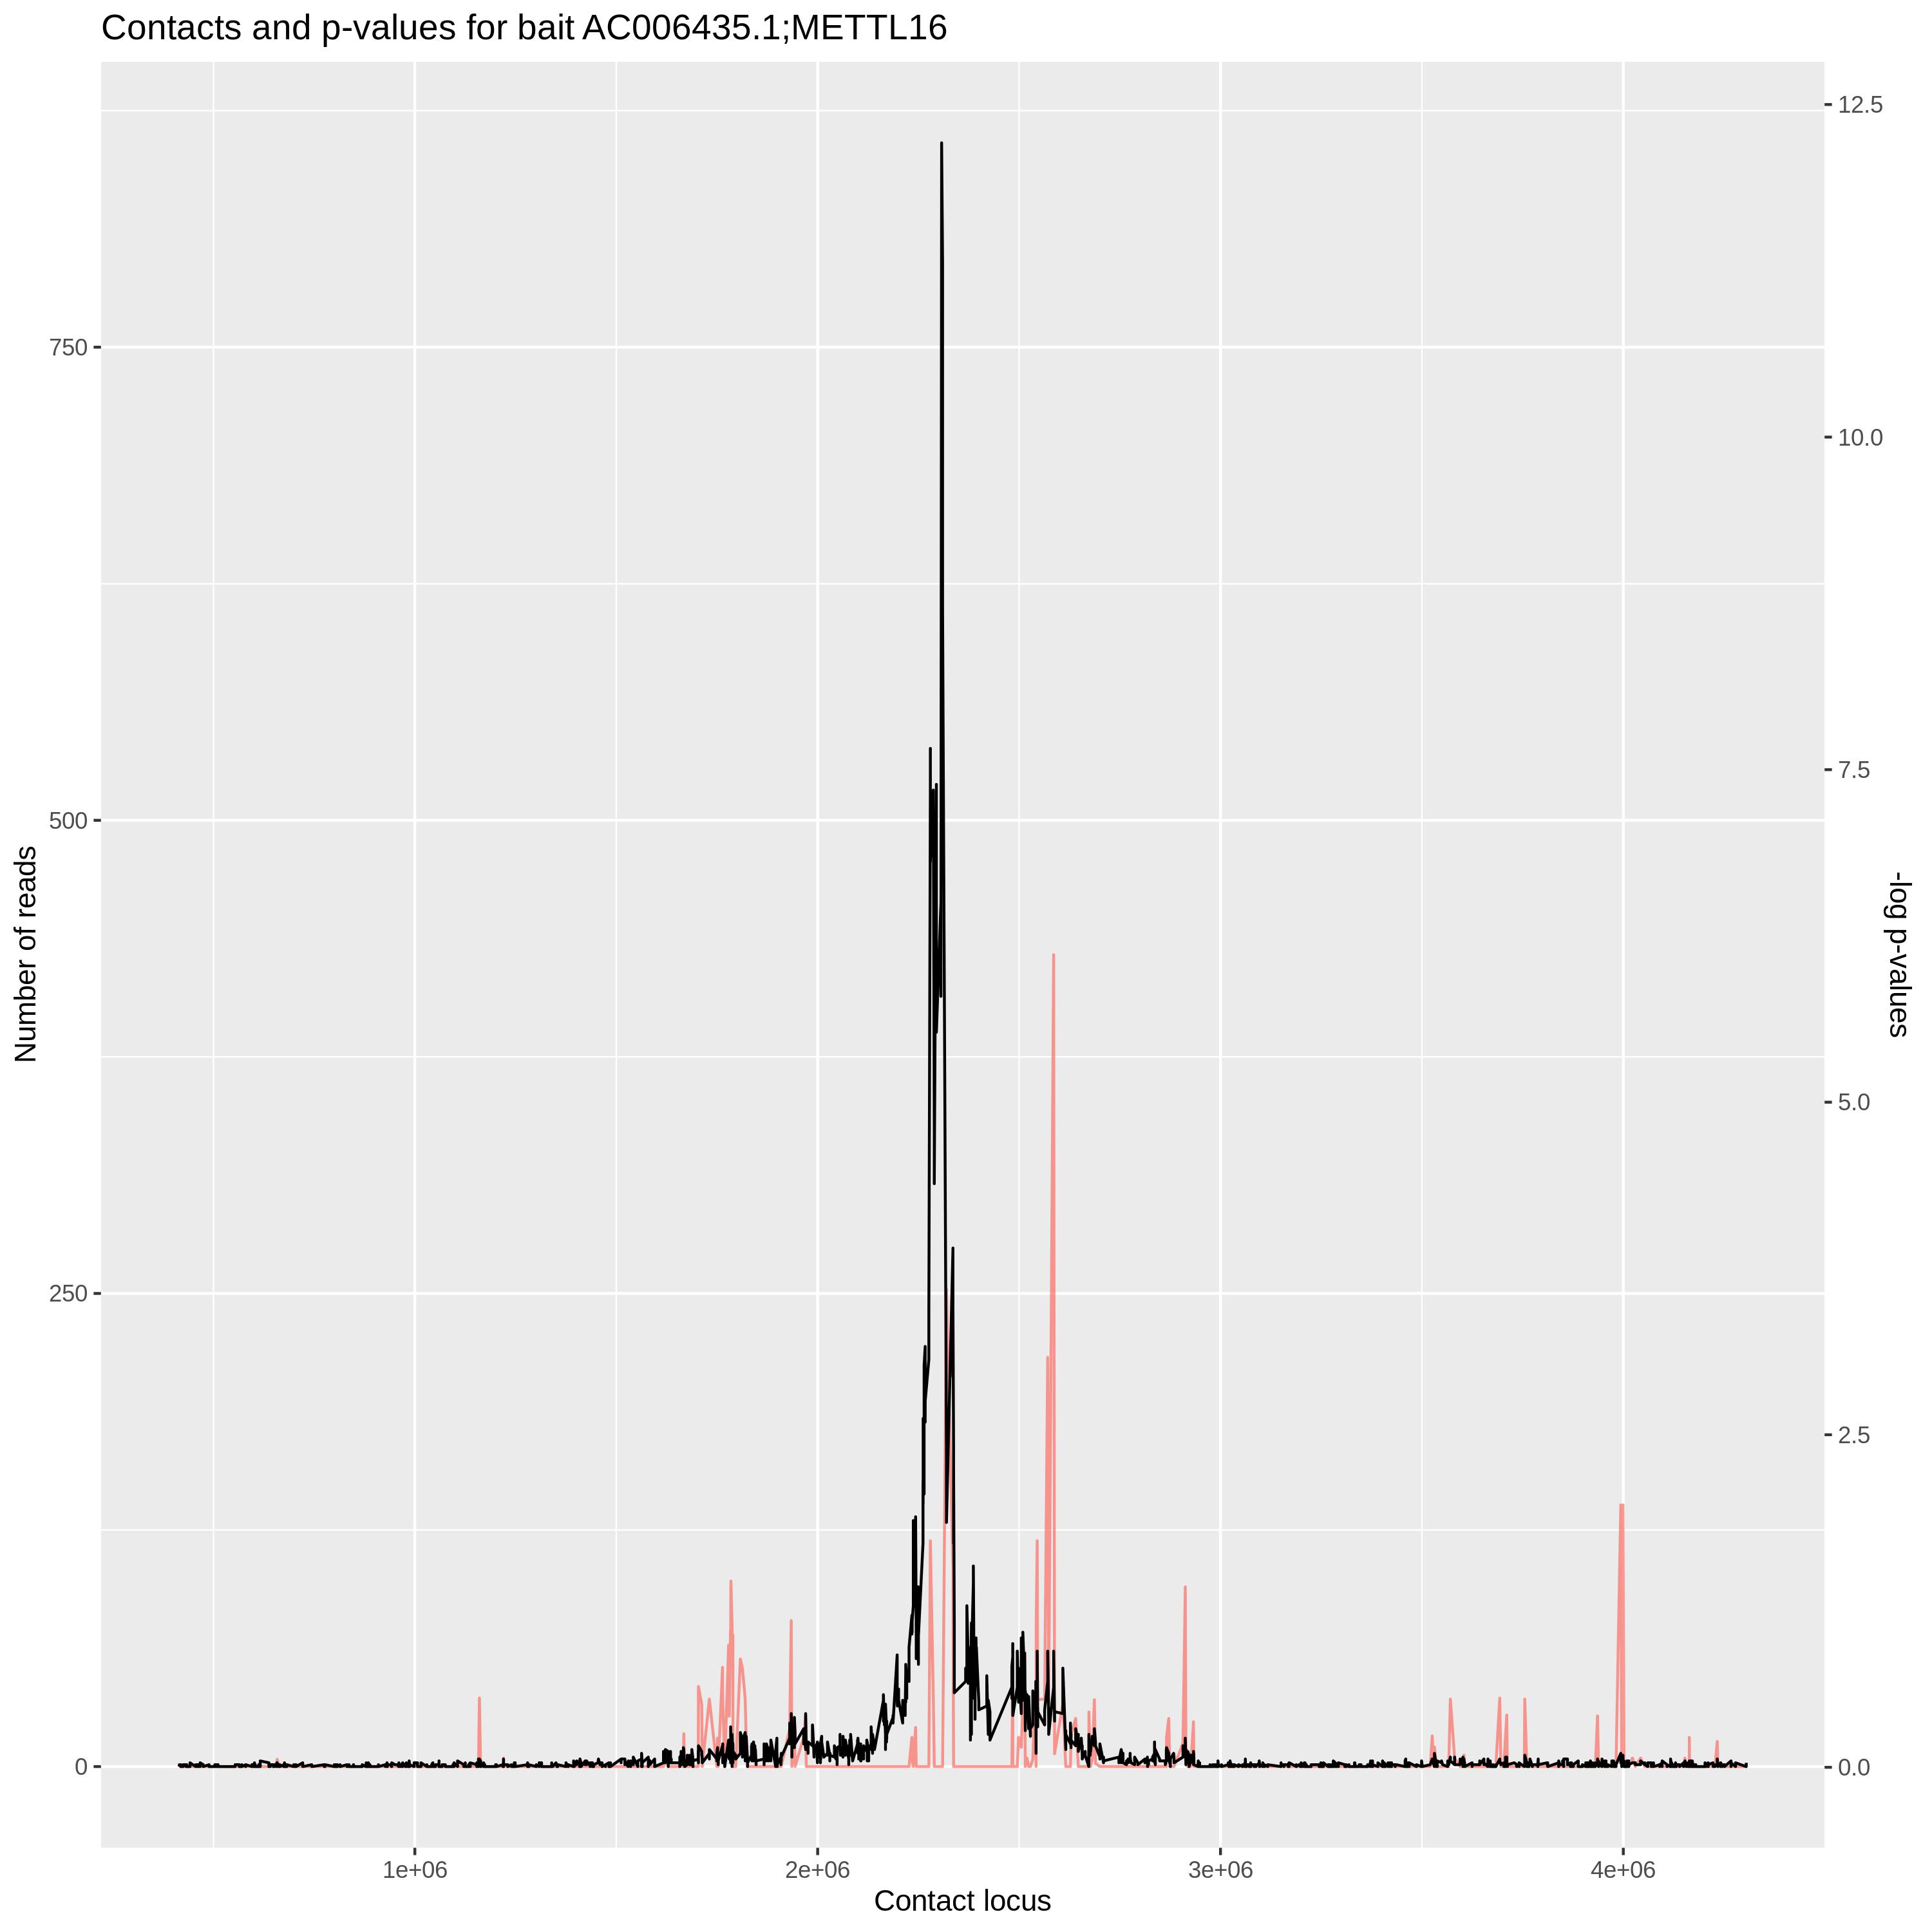 Contacts and p-values for bait AC006435.1;METTL16
12.5
750
10.0
7.5
500
Number of reads
-log p-values
5.0
250
2.5
0
0.0
1e+06
2e+06
3e+06
4e+06
Contact locus